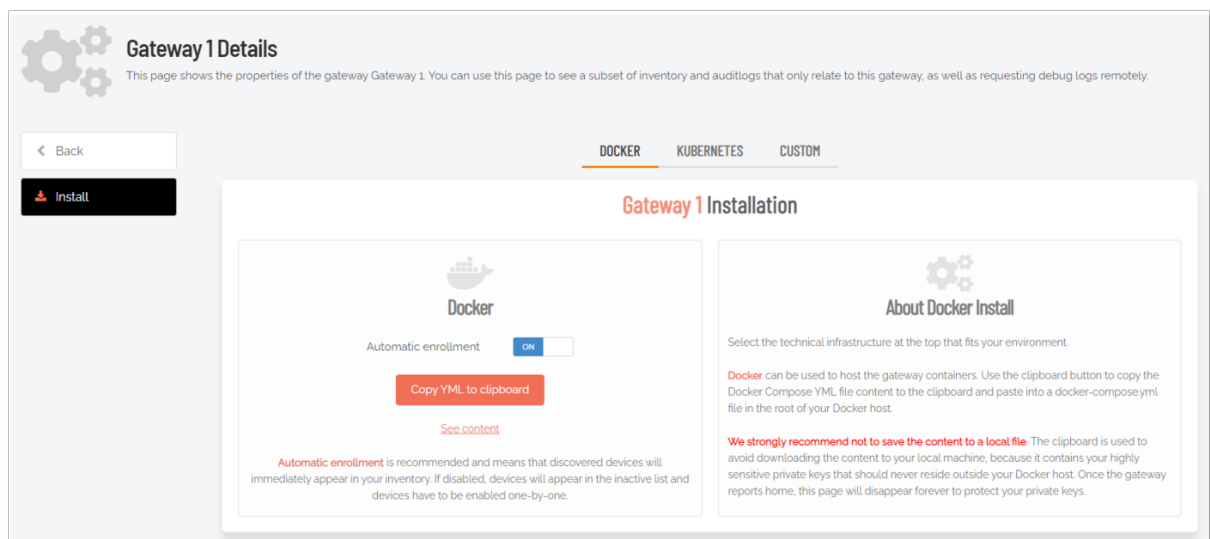 Gateway 1 Details
This page shows the properties of the gateway Gateway 1. You can use this page to see a subset of inventory and auditlogs that only relate to this gateway, as well as requesting debug logs remotely.
Back
Install
DOCKER KUBERNETES CUSTOM
Gateway 1 Installation
Docker
Automatic enrollment ON
Copy YML to clipboard
See content
Automatic enrollment is recommended and means that discovered devices will
immediately appear in your inventory. If disabled, devices will appear in the inactive list and
devices have to be enabled one-by-one.
About Docker Install
Select the technical infrastructure at the top that fits your environment.
Docker can be used to host the gateway containers. Use the clipboard button to copy the
Docker Compose YML file content to the clipboard and paste into a docker-compose.yml
file in the root of your Docker host.
We strongly recommend not to save the content to a local file. The clipboard is used to
avoid downloading the content to your local machine, because it contains your highly
sensitive private keys that should never reside outside your Docker host. Once the gateway
reports home, this page will disappear forever to protect your private keys.